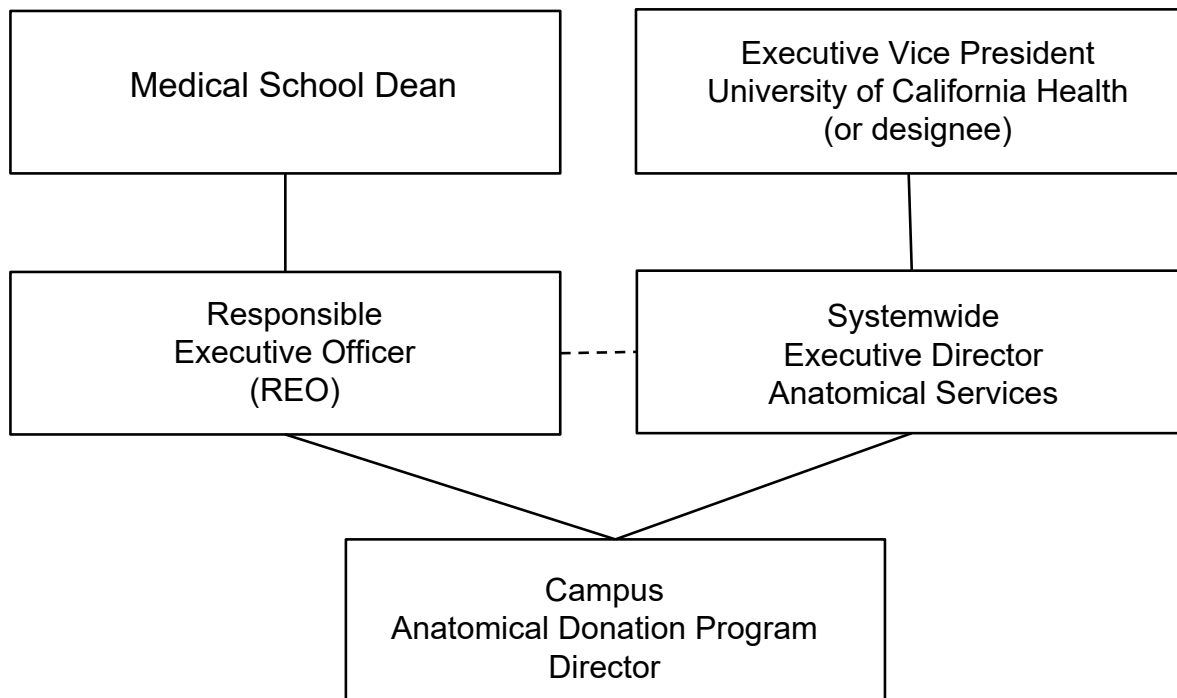 Medical School Dean
Executive Vice President
University of California Health
(or designee)
Responsible
Executive Officer
(REO)
Systemwide
Executive Director
Anatomical Services
Campus
Anatomical Donation Program
Director